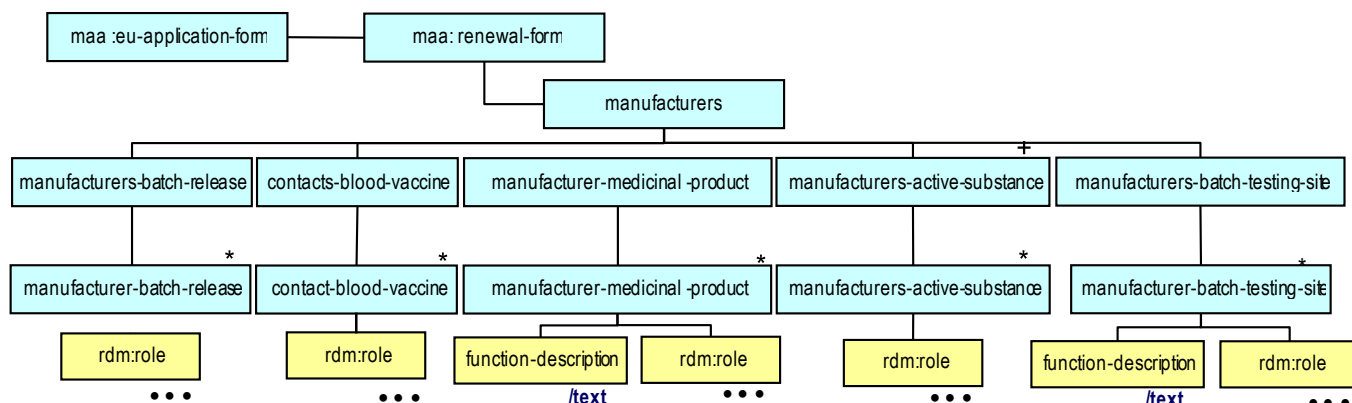 maa :eu-application-form
maa: renewal-form
manufacturers
+
manufacturers-batch-release
contacts-blood-vaccine
manufacturer-medicinal -product
manufacturers-active-substance
manufacturers-batch-testing-site
*
*
*
*
*
manufacturer-batch-release
contact-blood-vaccine
manufacturer-medicinal -product
manufacturers-active-substance
manufacturer-batch-testing-site
rdm:role
rdm:role
function-description
rdm:role
rdm:role
function-description
rdm:role
•••
•••
/text
•••
•••
/text
•••